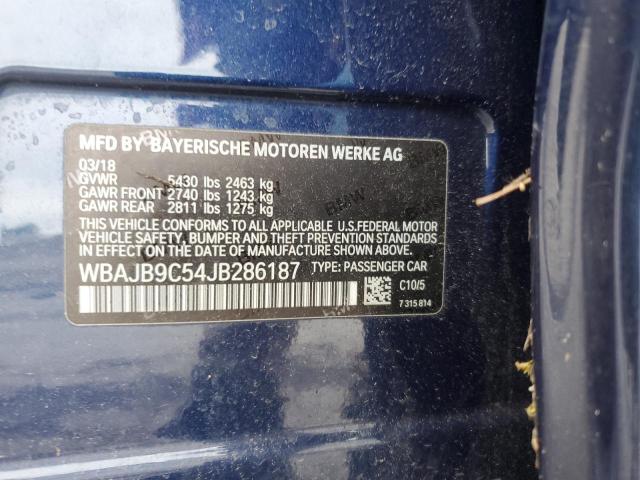 MFD BY BAYERISCHE MOTOREN WERKE AG
03/18
GVWR 5430 lbs 2463 kg
GAWR FRONT 2740 lbs 1243 kg
GAWR REAR 2811 lbs 1275 kg
THIS VEHICLE CONFORMS TO ALL APPLICABLE U.S.FEDERAL MOTOR
VEHICLE SAFETY, BUMPER AND THEFT PREVENTION STANDARDS
IN EFFECT ON THE DATE OF MANUFACTURE SHOWN ABOVE.
WBAJB9C54JB286187 TYPE: PASSENGER CAR
C10/5
7 315 814